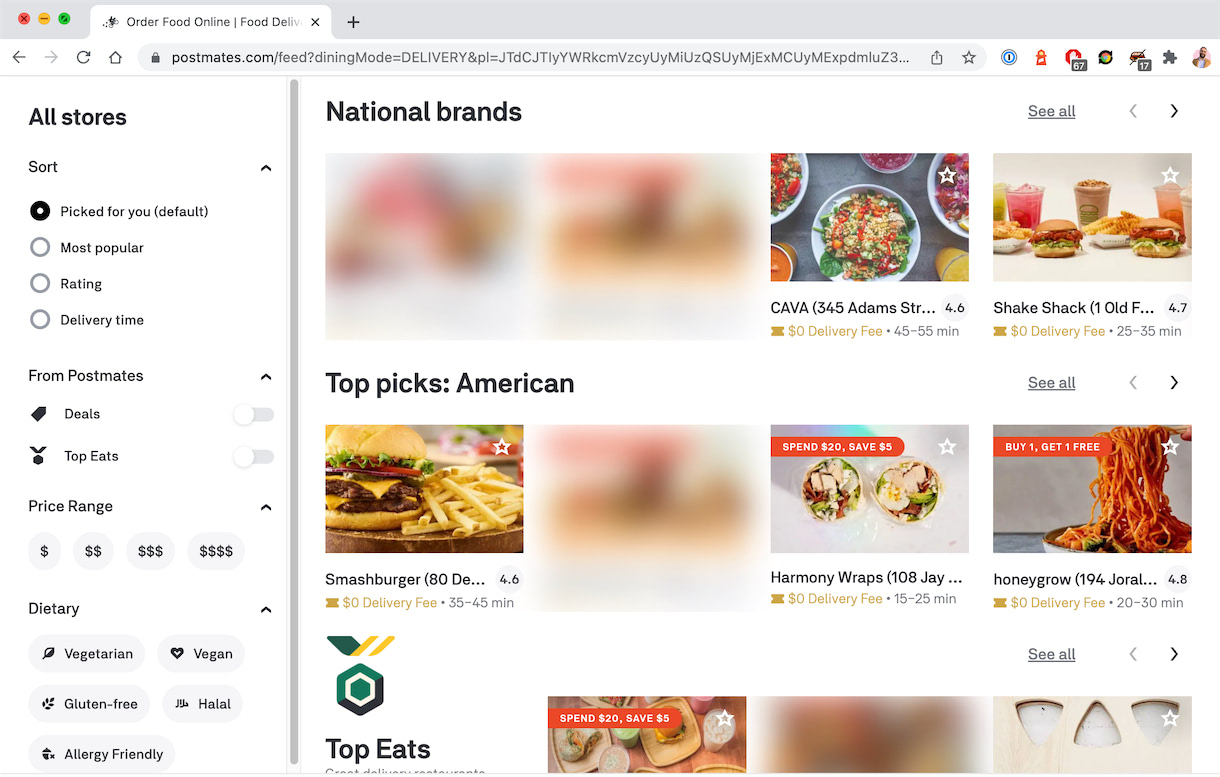 Order Food Online | Food Deliv
postmates.com/feed?diningMode=DELIVERY&pl=JTdCJTIyYWRkcmVzcyUyMiUzQSUyMjExMCUyMExpdmluZ3...
67
17
All stores
Sort
Picked for you (default)
Most popular
Rating
Delivery time
From Postmates
Deals
Top Eats
Price Range
$ $$ $$$ $$$$
Dietary
Vegetarian Vegan
Gluten-free Halal
Allergy Friendly
National brands See all
CAVA (345 Adams Str... 4.6
$0 Delivery Fee • 45–55 min
Shake Shack (1 Old F... 4.7
$0 Delivery Fee • 25–35 min
Top picks: American See all
Smashburger (80 De... 4.6
$0 Delivery Fee • 35–45 min
SPEND $20, SAVE $5
Harmony Wraps (108 Jay ...
$0 Delivery Fee • 15–25 min
BUY 1, GET 1 FREE
honeygrow (194 Joral... 4.8
$0 Delivery Fee • 20–30 min
See all
Top Eats
Great delivery restaurants
SPEND $20, SAVE $5